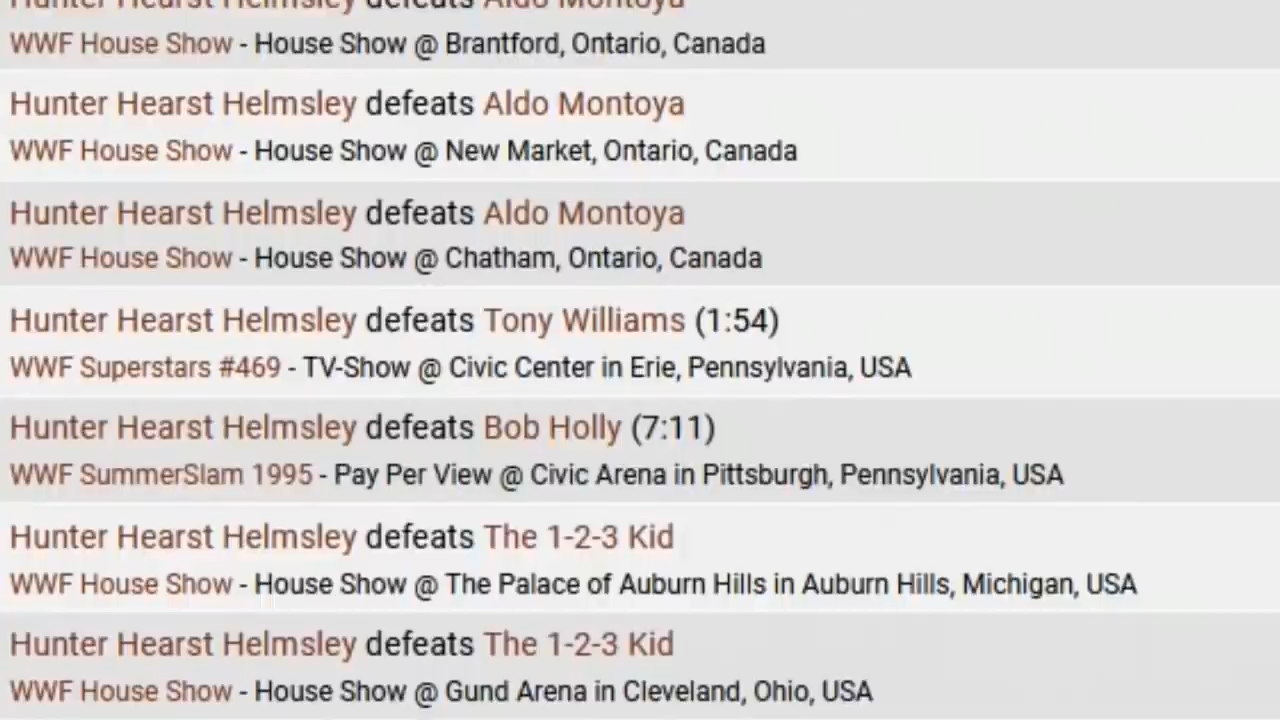 Hunter Hearst Helmsley defeats Aldo Montoya
WWF House Show - House Show @ Brantford, Ontario, Canada
Hunter Hearst Helmsley defeats Aldo Montoya
WWF House Show - House Show @ New Market, Ontario, Canada
Hunter Hearst Helmsley defeats Aldo Montoya
WWF House Show - House Show @ Chatham, Ontario, Canada
Hunter Hearst Helmsley defeats Tony Williams (1:54)
WWF Superstars #469 - TV-Show @ Civic Center in Erie, Pennsylvania, USA
Hunter Hearst Helmsley defeats Bob Holly (7:11)
WWF SummerSlam 1995 - Pay Per View @ Civic Arena in Pittsburgh, Pennsylvania, USA
Hunter Hearst Helmsley defeats The 1-2-3 Kid
WWF House Show - House Show @ The Palace of Auburn Hills in Auburn Hills, Michigan, USA
Hunter Hearst Helmsley defeats The 1-2-3 Kid
WWF House Show - House Show @ Gund Arena in Cleveland, Ohio, USA